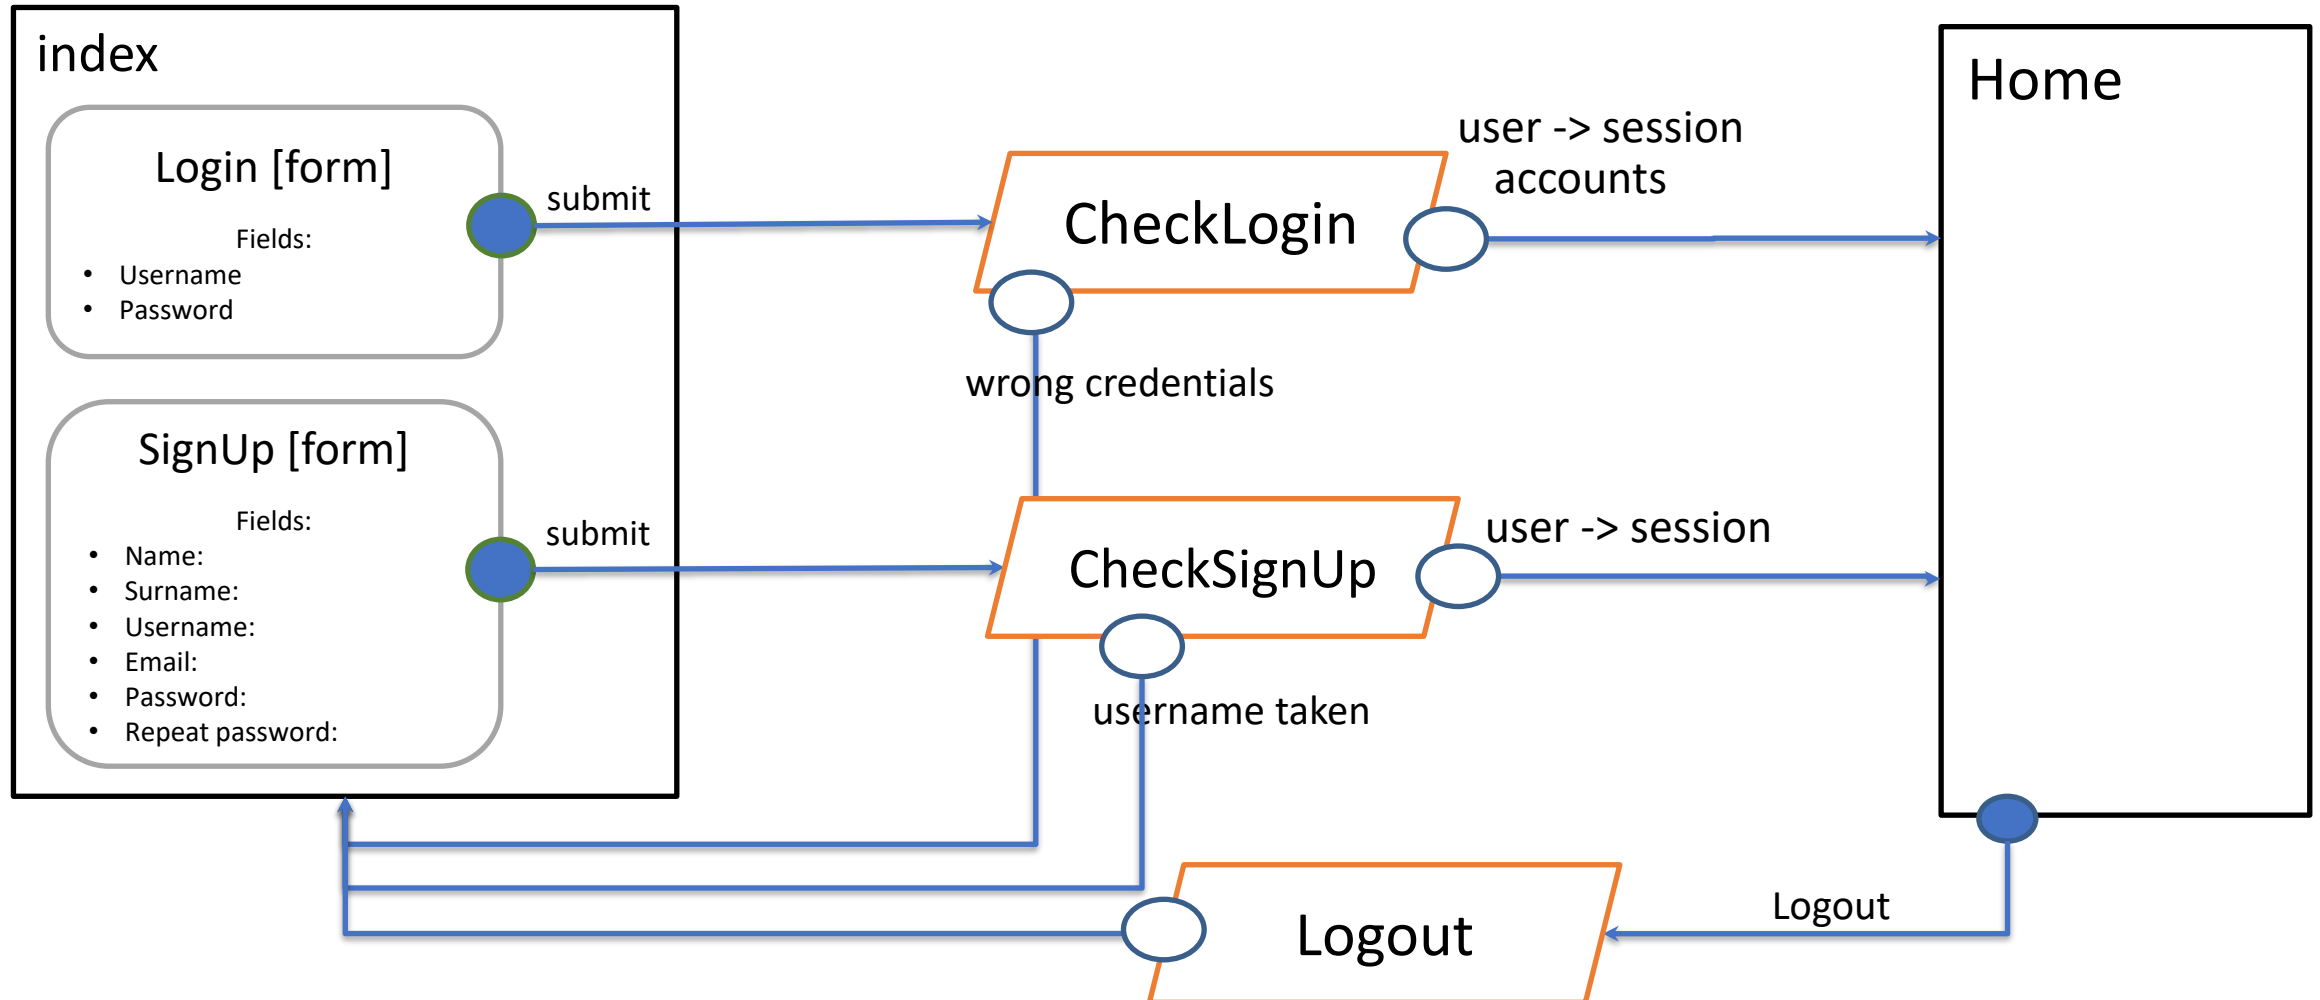 index
Login [form]
Fields:
• Username
• Password
submit
SignUp [form]
Fields:
• Name:
• Surname:
• Username:
• Email:
• Password:
• Repeat password:
submit
CheckLogin
user -> session
accounts
wrong credentials
CheckSignUp
user -> session
username taken
Home
Logout
Logout